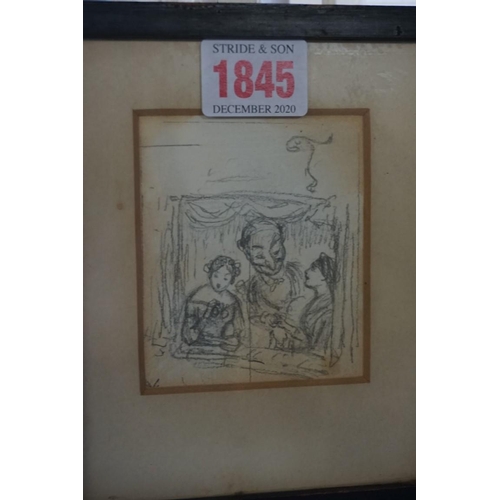 STRIDE & SON
1845
DECEMBER 2020